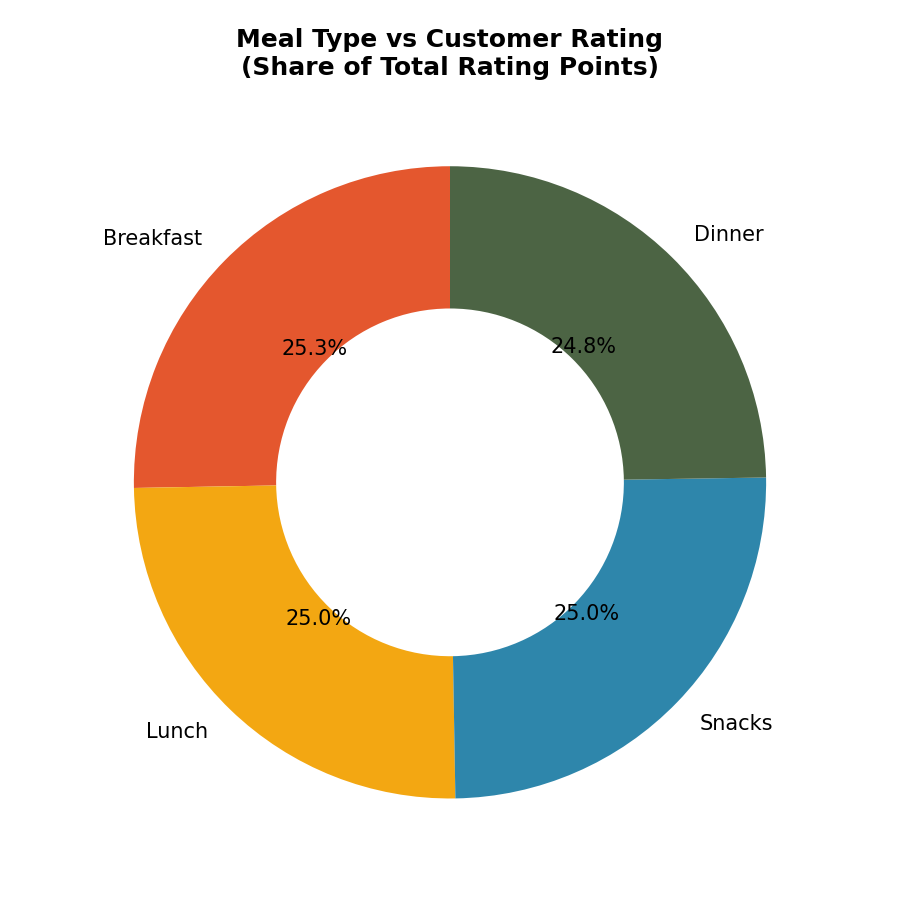 Meal Type vs Customer Rating
(Share of Total Rating Points)
Dinner
Breakfast
24.8%
25.3%
25.0%
25.0%
Snacks
Lunch